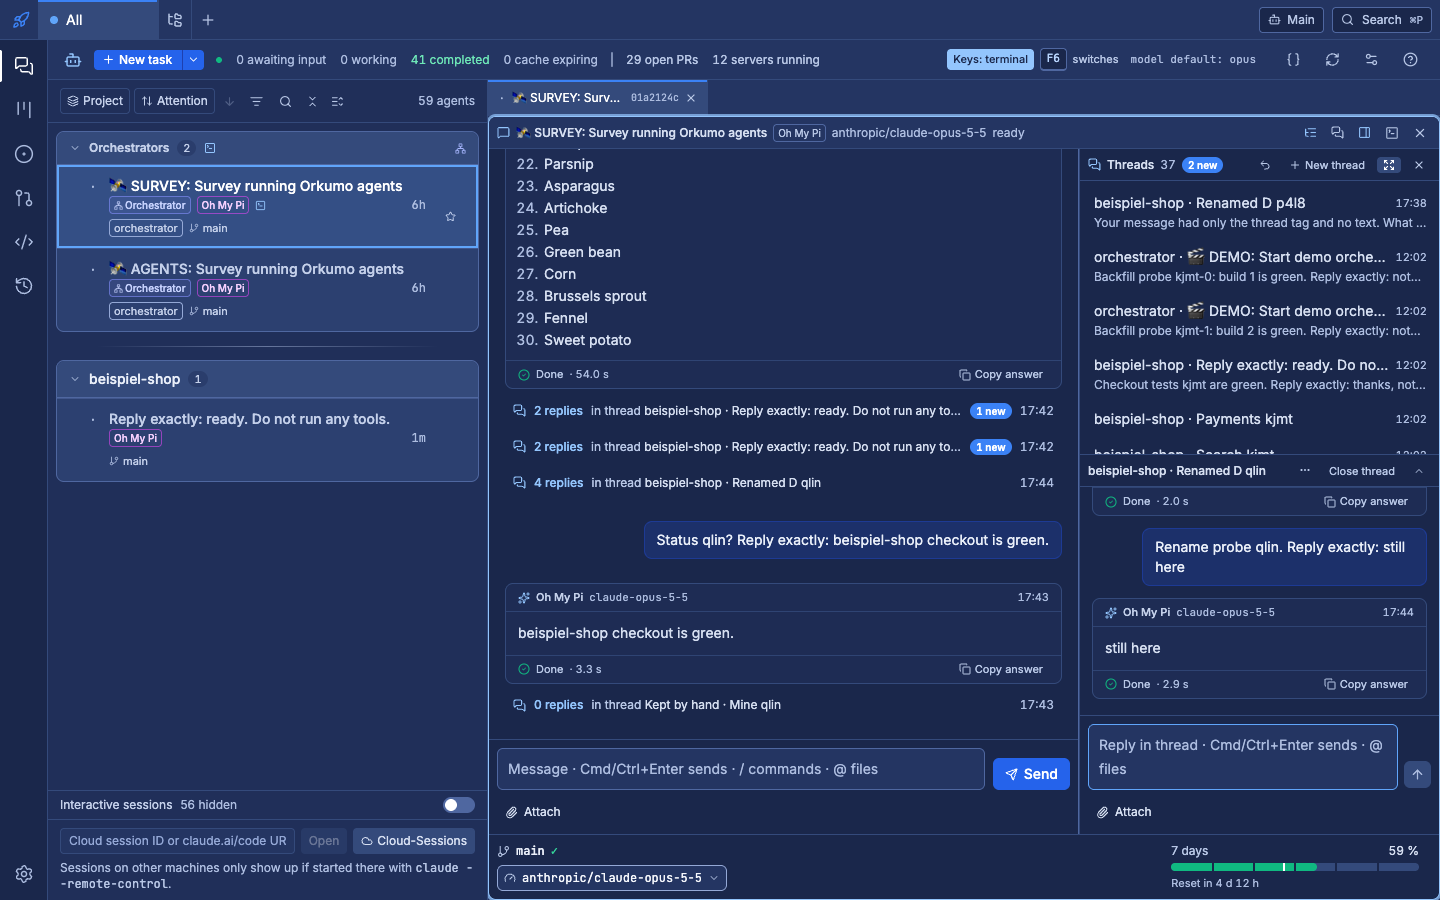 All
Main
Search ⌘P
New task
0 awaiting input
0 working
41 completed
0 cache expiring
29 open PRs
12 servers running
Keys: terminal
F6
switches
model default: opus
Project
Attention
59 agents
Orchestrators 2
SURVEY: Survey running Orkumo agents
Orchestrator
Oh My Pi
6h
orchestrator
main
AGENTS: Survey running Orkumo agents
Orchestrator
Oh My Pi
6h
orchestrator
main
beispiel-shop 1
Reply exactly: ready. Do not run any tools.
Oh My Pi
1m
main
Interactive sessions 56 hidden
Cloud session ID or claude.ai/code UR
Open
Cloud-Sessions
Sessions on other machines only show up if started there with claude -
-remote-control.
· SURVEY: Surv... 01a2124c
SURVEY: Survey running Orkumo agents Oh My Pi anthropic/claude-opus-5-5 ready
22. Parsnip
23. Asparagus
24. Artichoke
25. Pea
26. Green bean
27. Corn
28. Brussels sprout
29. Fennel
30. Sweet potato
Done · 54.0 s
Copy answer
2 replies in thread beispiel-shop · Reply exactly: ready. Do not run any to... 1 new 17:42
2 replies in thread beispiel-shop · Reply exactly: ready. Do not run any to... 1 new 17:42
4 replies in thread beispiel-shop · Renamed D qlin 17:44
Status qlin? Reply exactly: beispiel-shop checkout is green.
Oh My Pi claude-opus-5-5 17:43
beispiel-shop checkout is green.
Done · 3.3 s
Copy answer
0 replies in thread Kept by hand · Mine qlin 17:43
Message · Cmd/Ctrl+Enter sends · / commands · @ files
Send
Attach
main ✓
anthropic/claude-opus-5-5
Threads 37 2 new
New thread
beispiel-shop · Renamed D p4l8 17:38
Your message had only the thread tag and no text. What ...
orchestrator · DEMO: Start demo orche... 12:02
Backfill probe kjmt-0: build 1 is green. Reply exactly: not...
orchestrator · DEMO: Start demo orche... 12:02
Backfill probe kjmt-1: build 2 is green. Reply exactly: not...
beispiel-shop · Reply exactly: ready. Do no... 12:02
Checkout tests kjmt are green. Reply exactly: thanks, not...
beispiel-shop · Payments kjmt 12:02
beispiel-shop · Search kjmt 12:02
beispiel-shop · Renamed D qlin
Close thread
Done · 2.0 s
Copy answer
Rename probe qlin. Reply exactly: still
here
Oh My Pi claude-opus-5-5 17:44
still here
Done · 2.9 s
Copy answer
Reply in thread · Cmd/Ctrl+Enter sends · @
files
Attach
7 days 59 %
Reset in 4 d 12 h